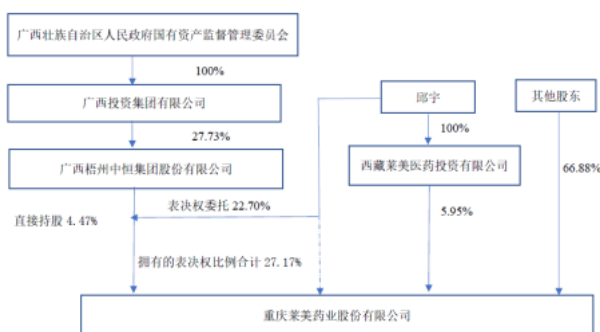 广西壮族自治区人民政府国有资产监督管理委员会
100%
广西投资集团有限公司
邱宇
其他股东
27.73%
100%
广西梧州中恒集团股份有限公司
西藏莱美医药投资有限公司
66.88%
表决权委托 22.70%
直接持股 4.47%
5.95%
拥有的表决权比例合计 27.17%
重庆莱美药业股份有限公司